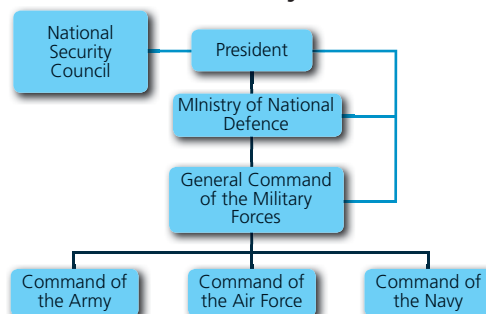 National
Security
Council
President
MInistry of National
Defence
General Command
of the Military
Forces
Command of
the Army
Command of
the Air Force
Command of
the Navy